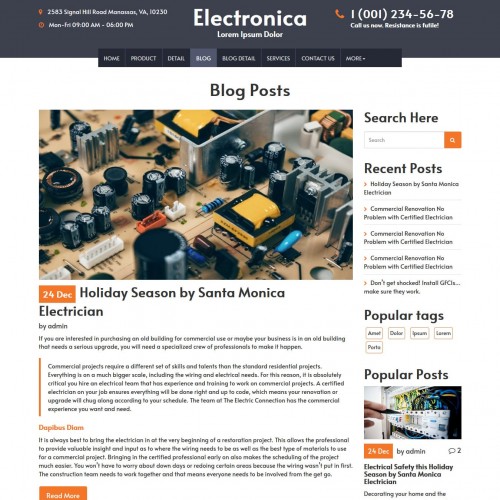 2583 Signal Hill Road Manassas, VA, 10230
Mon-Fri 09:00 AM - 06:00 PM
Electronica
Lorem Ipsum Dolor
1 (001) 234-56-78
Call us now. Resistance is futile!
HOME PRODUCT DETAIL BLOG BLOG DETAIL SERVICES CONTACT US MORE
Blog Posts
24 Dec Holiday Season by Santa Monica
Electrician
by admin
If you are interested in purchasing an old building for commercial use or maybe your business is in an old building
that needs a serious upgrade, you will need a specialized crew of professionals to make it happen.
Commercial projects require a different set of skills and talents than the standard residential projects.
Everything is on a much bigger scale, including the wiring and electrical needs. For this reason, it is absolutely
critical you hire an electrical team that has experience and training to work on commercial projects. A certified
electrician on your job ensures everything will be done right and up to code, which means your renovation or
upgrade will chug along according to your schedule. The team at The Electric Connection has the commercial
experience you want and need.
Dapibus Diam
It is always best to bring the electrician in at the very beginning of a restoration project. This allows the professional
to provide valuable insight and input as to where the wiring needs to be as well as the best type of materials to use
for a commercial project. Bringing in the certified professional early on also makes the scheduling of the project
much easier. You won't have to worry about down days or redoing certain areas because the wiring wasn't put in first.
The construction team needs to work together and that means everyone needs to be involved from the get go.
Read More
Search Here
Search
Recent Posts
Holiday Season by Santa Monica
Electrician
Commercial Renovation No
Problem with Certified Electrician
Commercial Renovation No
Problem with Certified Electrician
Commercial Renovation No
Problem with Certified Electrician
Don't get shocked! Install GFCIs...
make sure they work.
Popular tags
Amet Dolor Ipsum Lorem
Porta
Popular Posts
24 Dec by admin 2
Electrical Safety this Holiday
Season by Santa Monica
Decorating your home and the